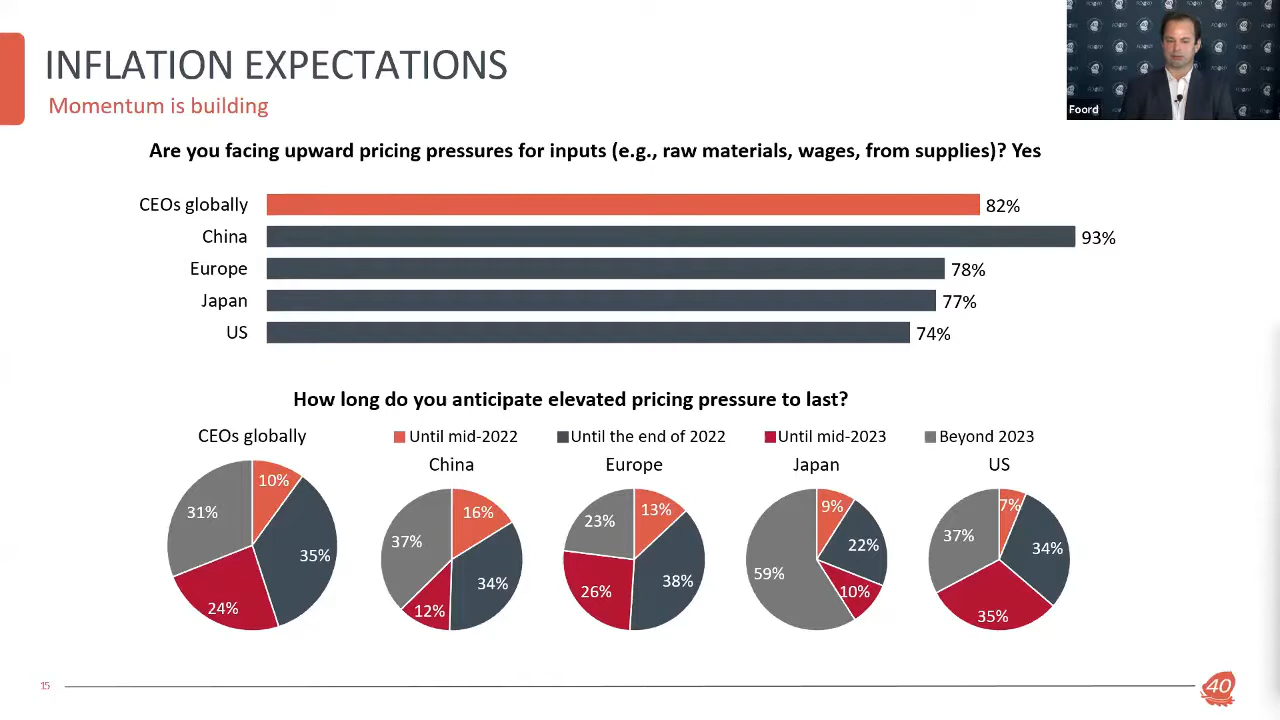 INFLATION EXPECTATIONS
Momentum is building
Foord
Are you facing upward pricing pressures for inputs (e.g., raw materials, wages, from supplies)? Yes
CEOs globally 82%
China 93%
Europe 78%
Japan 77%
US 74%
How long do you anticipate elevated pricing pressure to last?
CEOs globally Until mid-2022 Until the end of 2022 Until mid-2023 Beyond 2023
China Europe Japan US
10% 35% 24% 31%
16% 34% 12% 37%
13% 38% 26% 23%
9% 22% 10% 59%
7% 34% 35% 37%
15
40